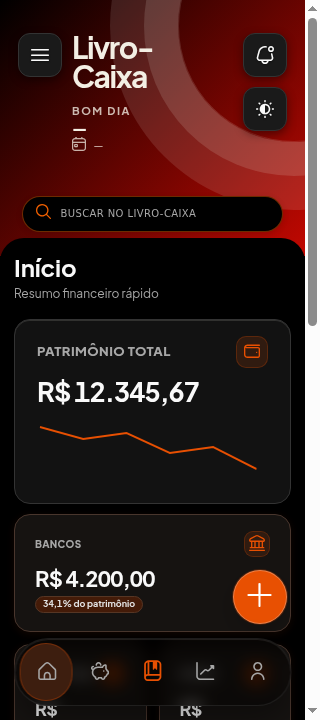 Livro-
Caixa
BOM DIA
—
—
BUSCAR NO LIVRO-CAIXA
Início
Resumo financeiro rápido
PATRIMÔNIO TOTAL
R$ 12.345,67
BANCOS
R$ 4.200,00
34,1% do patrimônio
R$ R$